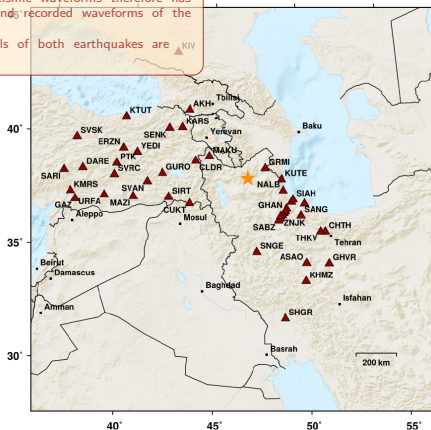 seismic waveforms therefore has
and recorded waveforms of the
ls of both earthquakes are
KIV
Tbilisi
AKH
KTUT
KARS
Baku
40°
SVSK
SENK
Yerevan
ERZN
YEDI
MAKU
PTK
DARE
GURO
CLDR
GRMI
SARI
SVRC
KUTE
KMRS
SVAN
SIRT
NALB
SIAH
GAZ
URFA
MAZI
GHAN
SANG
CUKT
Aleppo
Mosul
ZNJK
SABZ
CHTH
THKV
35°
Tehran
SNGE
Beirut
ASAO
GHVR
Damascus
KHMZ
Baghdad
Isfahan
Amman
SHGR
Basrah
30°
200 km
40°
45°
50°
55°